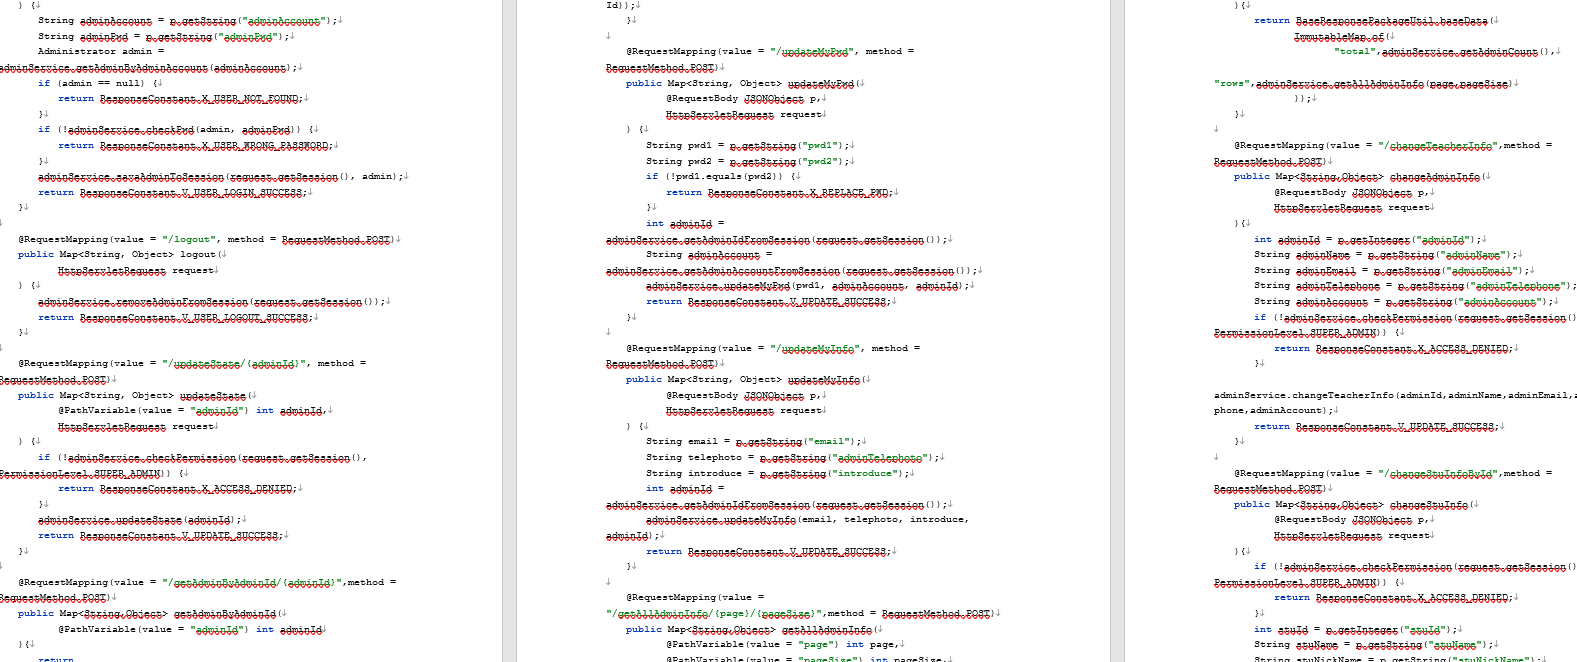 ) {
String adminAccount = p.getString("adminAccount");
String adminPwd = p.getString("adminPwd");
Administrator admin =
adminService.getAdminByAdminAccount(adminAccount);
if (admin == null) {
return ResponseConstant.X_USER_NOT_FOUND;
}
if (!adminService.checkPwd(admin, adminPwd)) {
return ResponseConstant.X_USER_WRONG_PASSWORD;
}
adminService.savaAdminToSession(request.getSession(), admin);
return ResponseConstant.V_USER_LOGIN_SUCCESS;
}
@RequestMapping(value = "/logout", method = RequestMethod.POST)
public Map<String, Object> logout(
HttpServletRequest request
) {
adminService.removeAdminFromSession(request.getSession());
return ResponseConstant.V_USER_LOGOUT_SUCCESS;
}
@RequestMapping(value = "/updateState/{adminId}", method =
RequestMethod.POST)
public Map<String, Object> updateState(
@PathVariable(value = "adminId") int adminId,
HttpServletRequest request
) {
if (!adminService.checkPermission(request.getSession(),
PermissionLevel.SUPER_ADMIN)) {
return ResponseConstant.X_ACCESS_DENIED;
}
adminService.updateState(adminId);
return ResponseConstant.V_UPDATE_SUCCESS;
}
@RequestMapping(value = "/getAdminByAdminId/{adminId}",method =
RequestMethod.POST)
public Map<String,Object> getAdminByAdminId(
@PathVariable(value = "adminId") int adminId
){
return
Id));
}
@RequestMapping(value = "/updateMyPwd", method =
RequestMethod.POST)
public Map<String, Object> updateMyPwd(
@RequestBody JSONObject p,
HttpServletRequest request
) {
String pwd1 = p.getString("pwd1");
String pwd2 = p.getString("pwd2");
if (!pwd1.equals(pwd2)) {
return ResponseConstant.X_REPLACE_PWD;
}
int adminId =
adminService.getAdminIdFromSession(request.getSession());
String adminAccount =
adminService.getAdminAccountFromSession(request.getSession());
adminService.updateMyPwd(pwd1, adminAccount, adminId);
return ResponseConstant.V_UPDATE_SUCCESS;
}
@RequestMapping(value = "/updateMyInfo", method =
RequestMethod.POST)
public Map<String, Object> updateMyInfo(
@RequestBody JSONObject p,
HttpServletRequest request
) {
String email = p.getString("email");
String telephoto = p.getString("adminTelephoto");
String introduce = p.getString("introduce");
int adminId =
adminService.getAdminIdFromSession(request.getSession());
adminService.updateMyInfo(email, telephoto, introduce,
adminId);
return ResponseConstant.V_UPDATE_SUCCESS;
}
@RequestMapping(value =
"/getAllAdminInfo/{page}/{pageSize}",method = RequestMethod.POST)
public Map<String,Object> getAllAdminInfo(
@PathVariable(value = "page") int page,
@PathVariable(value = "pageSize") int pageSize,
){
return BaseResponsePackageUtil.baseData(
ImmutableMap.of(
"total",adminService.getAdminCount(),
"rows",adminService.getAllAdminInfo(page,pageSize)
));
}
@RequestMapping(value = "/changeTeacherInfo",method =
RequestMethod.POST)
public Map<String,Object> changeAdminInfo(
@RequestBody JSONObject p,
HttpServletRequest request
){
int adminId = p.getInteger("adminId");
String adminName = p.getString("adminName");
String adminEmail = p.getString("adminEmail");
String adminTelephone = p.getString("adminTelephone");
String adminAccount = p.getString("adminAccount");
if (!adminService.checkPermission(request.getSession()
PermissionLevel.SUPER_ADMIN)) {
return ResponseConstant.X_ACCESS_DENIED;
}
adminService.changeTeacherInfo(adminId,adminName,adminEmail,a
phone,adminAccount);
return ResponseConstant.V_UPDATE_SUCCESS;
}
@RequestMapping(value = "/changeStuInfoById",method =
RequestMethod.POST)
public Map<String,Object> changeStuInfo(
@RequestBody JSONObject p,
HttpServletRequest request
){
if (!adminService.checkPermission(request.getSession()
PermissionLevel.SUPER_ADMIN)) {
return ResponseConstant.X_ACCESS_DENIED;
}
int stuId = p.getInteger("stuId");
String stuName = p.getString("stuName");
String stuNickName = p.getString("stuNickName")